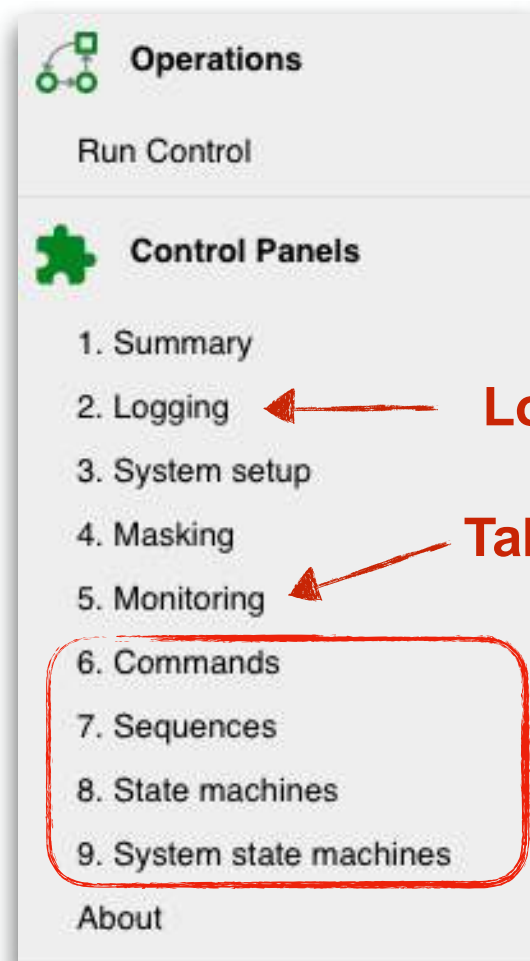 Operations
Run Control
Control Panels
1. Summary
2. Logging
3. System setup
4. Masking
5. Monitoring
6. Commands
7. Sequences
8. State machines
9. System state machines
About